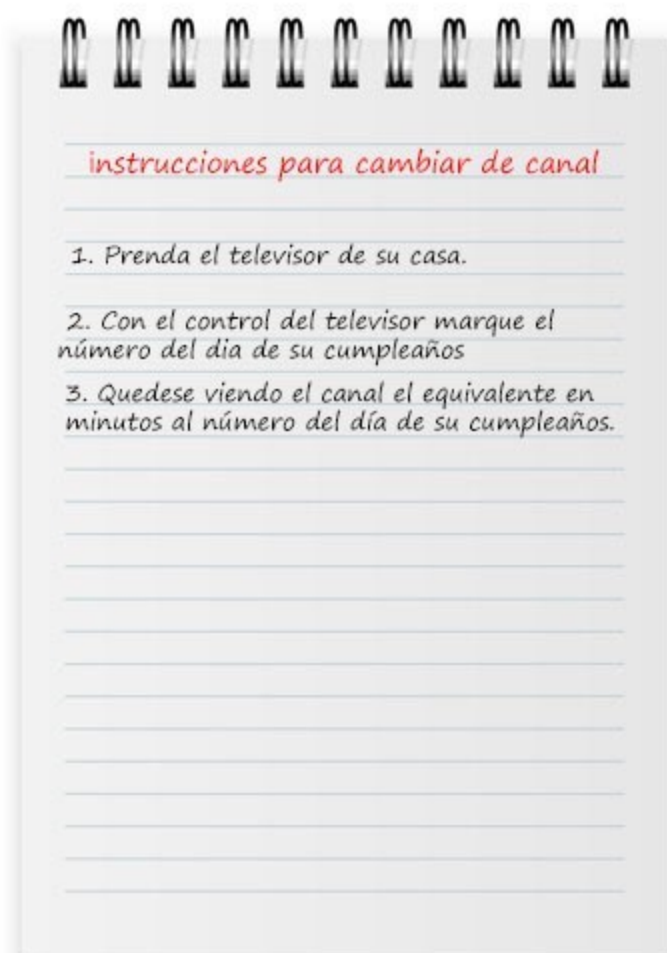 instrucciones para cambiar de canal
1. Prenda el televisor de su casa.
2. Con el control del televisor marque el
número del dia de su cumpleaños
3. Quedese viendo el canal el equivalente en
minutos al número del día de su cumpleaños.